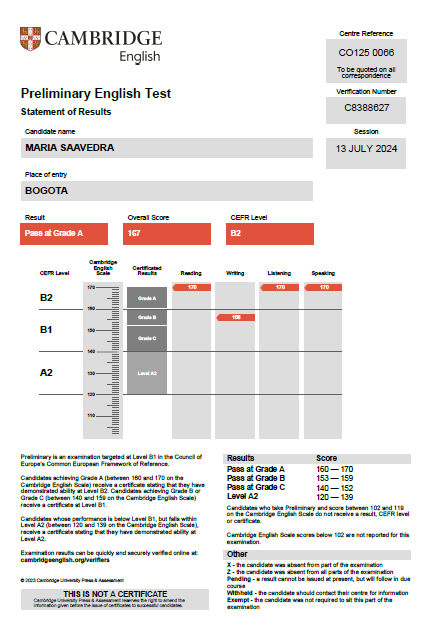 CAMBRIDGE
English
Centre Reference
CO125 0066
To be quoted on all
correspondence
Verification Number
C8388627
Session
13 JULY 2024
Preliminary English Test
Statement of Results
Candidate name
MARIA SAAVEDRA
Place of entry
BOGOTA
Result
Overall Score
CEFR Level
Pass at Grade A
167
B2
CEFR Level
Cambridge
English
Scale
Certificated
Results
Reading
Writing
Listening
Speaking
170
170
170
170
Grade A
B2
160
Grade B
B1
150
Grade C
140
A2
130
Level A2
120
110
Preliminary is an examination targeted at Level B1 in the Council of
Europe's Common European Framework of Reference.
Candidates achieving Grade A (between 160 and 170 on the
Cambridge English Scale) receive a certificate stating that they have
demonstrated ability at Level B2. Candidates achieving Grade B or
Grade C (between 140 and 159 on the Cambridge English Scale)
receive a certificate at Level B1.
Candidates whose performance is below Level B1, but falls within
Level A2 (between 120 and 139 on the Cambridge English Scale),
receive a certificate stating that they have demonstrated ability at
Level A2.
Examination results can be quickly and securely verified online at:
cambridgeenglish.org/verifiers
© 2023 Cambridge University Press & Assessment
THIS IS NOT A CERTIFICATE
Cambridge University Press & Assessment reserves the right to amend the
information given before the issue of certificates to successful candidates.
Results Score
Pass at Grade A 160 — 170
Pass at Grade B 153 — 159
Pass at Grade C 140 — 152
Level A2 120 — 139
Candidates who take Preliminary and score between 102 and 119
on the Cambridge English Scale do not receive a result, CEFR level
or certificate.
Cambridge English Scale scores below 102 are not reported for this
examination.
Other
X - the candidate was absent from part of the examination
Z - the candidate was absent from all parts of the examination
Pending - a result cannot be issued at present, but will follow in due
course
Withheld - the candidate should contact their centre for information
Exempt - the candidate was not required to sit this part of the
examination